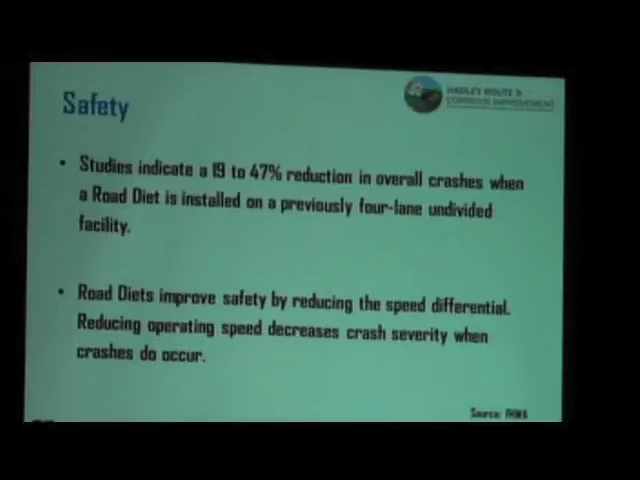 HADLEY ROUTE 9
CORRIDOR IMPROVEMENT
Safety
• Studies indicate a 19 to 47% reduction in overall crashes when
a Road Diet is installed on a previously four-lane undivided
facility.
• Road Diets improve safety by reducing the speed differential.
Reducing operating speed decreases crash severity when
crashes do occur.
Source: FHWA